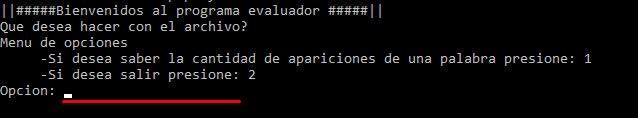 ||#####Bienvenidos al programa evaluador #####||
Que desea hacer con el archivo?
Menu de opciones
-Si desea saber la cantidad de apariciones de una palabra presione: 1
-Si desea salir presione: 2
Opcion: